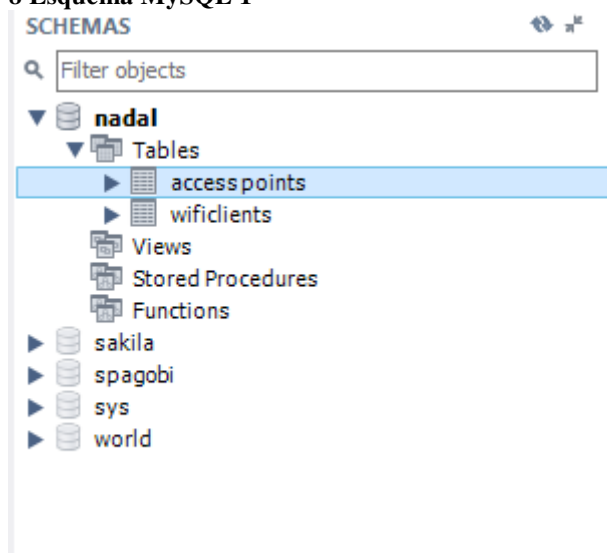 o Esquema MySQL 1
SCHEMAS
Filter objects
nadal
Tables
accesspoints
wificlients
Views
Stored Procedures
Functions
sakila
spagobi
sys
world